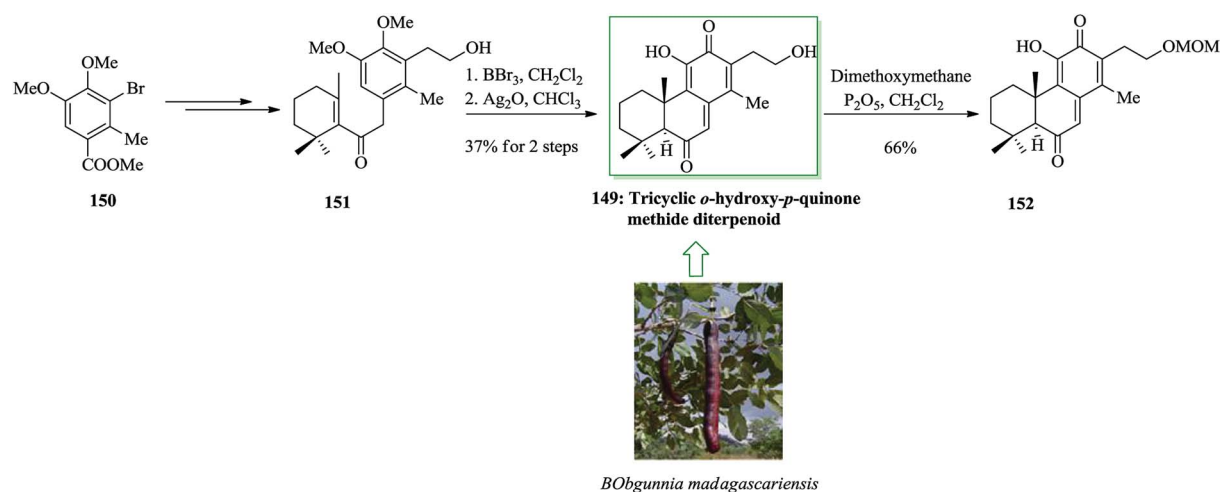 OMe
MeO
Br
Me
COOMe
150
OMe
MeO
OH
Me
O
151
1. BBr₃, CH₂Cl₂
2. Ag₂O, CHCl₃
37% for 2 steps
O
HO
OH
Me
H
O
149: Tricyclic o-hydroxy-p-quinone
methide diterpenoid
Dimethoxymethane
P₂O₅, CH₂Cl₂
66%
O
HO
OMOM
Me
H
O
152
BObgunnia madagascariensis